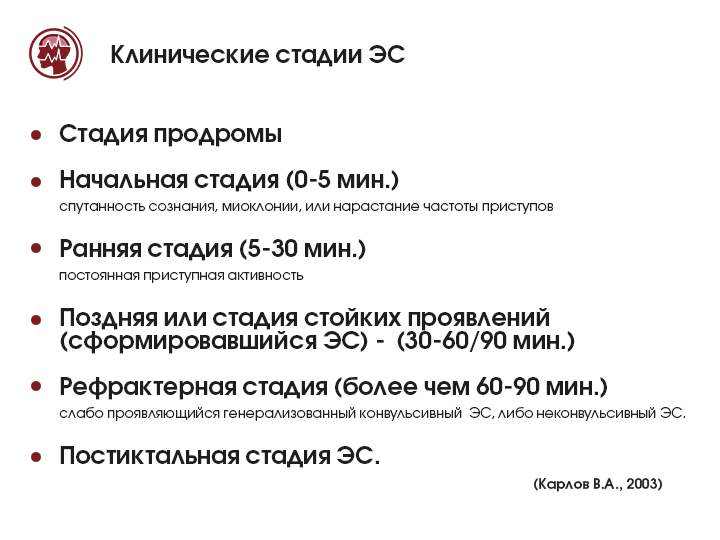 Клинические стадии ЭС
Стадия продромы
Начальная стадия (0-5 мин.)
спутанность сознания, миоклонии, или нарастание частоты приступов
Ранняя стадия (5-30 мин.)
постоянная приступная активность
Поздняя или стадия стойких проявлений
(сформировавшийся ЭС) - (30-60/90 мин.)
Рефрактерная стадия (более чем 60-90 мин.)
слабо проявляющийся генерализованный конвульсивный ЭС, либо неконвульсивный ЭС.
Постиктальная стадия ЭС.
(Карлов В.А., 2003)